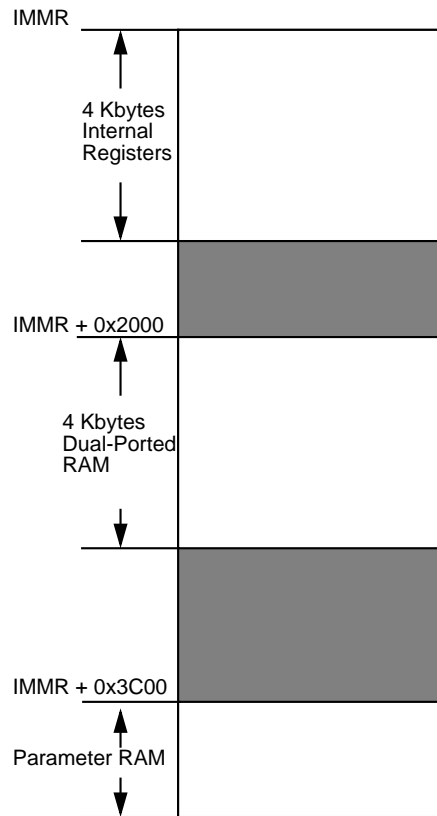 IMMR
4 Kbytes
Internal
Registers
IMMR + 0x2000
4 Kbytes
Dual-Ported
RAM
IMMR + 0x3C00
Parameter RAM